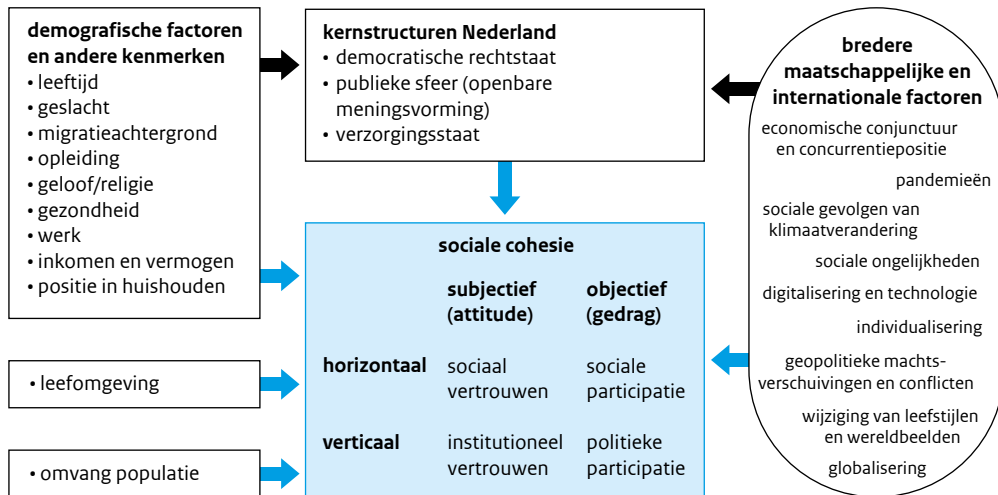 demografische factoren
en andere kenmerken
• leeftijd
• geslacht
• migratieachtergrond
• opleiding
• geloof/religie
• gezondheid
• werk
• inkomen en vermogen
• positie in huishouden
• leefomgeving
• omvang populatie
kernstructuren Nederland
• democratische rechtstaat
• publieke sfeer (openbare
meningsvorming)
• verzorgingsstaat
sociale cohesie
subjectief objectief
(attitude) (gedrag)
horizontaal sociaal sociale
vertrouwen participatie
verticaal institutioneel politieke
vertrouwen participatie
bredere
maatschappelijke en
internationale factoren
economische conjunctuur
en concurrentiepositie
pandemieën
sociale gevolgen van
klimaatverandering
sociale ongelijkheden
digitalisering en technologie
individualisering
geopolitieke machts-
verschuivingen en conflicten
wijziging van leefstijlen
en wereldbeelden
globalisering